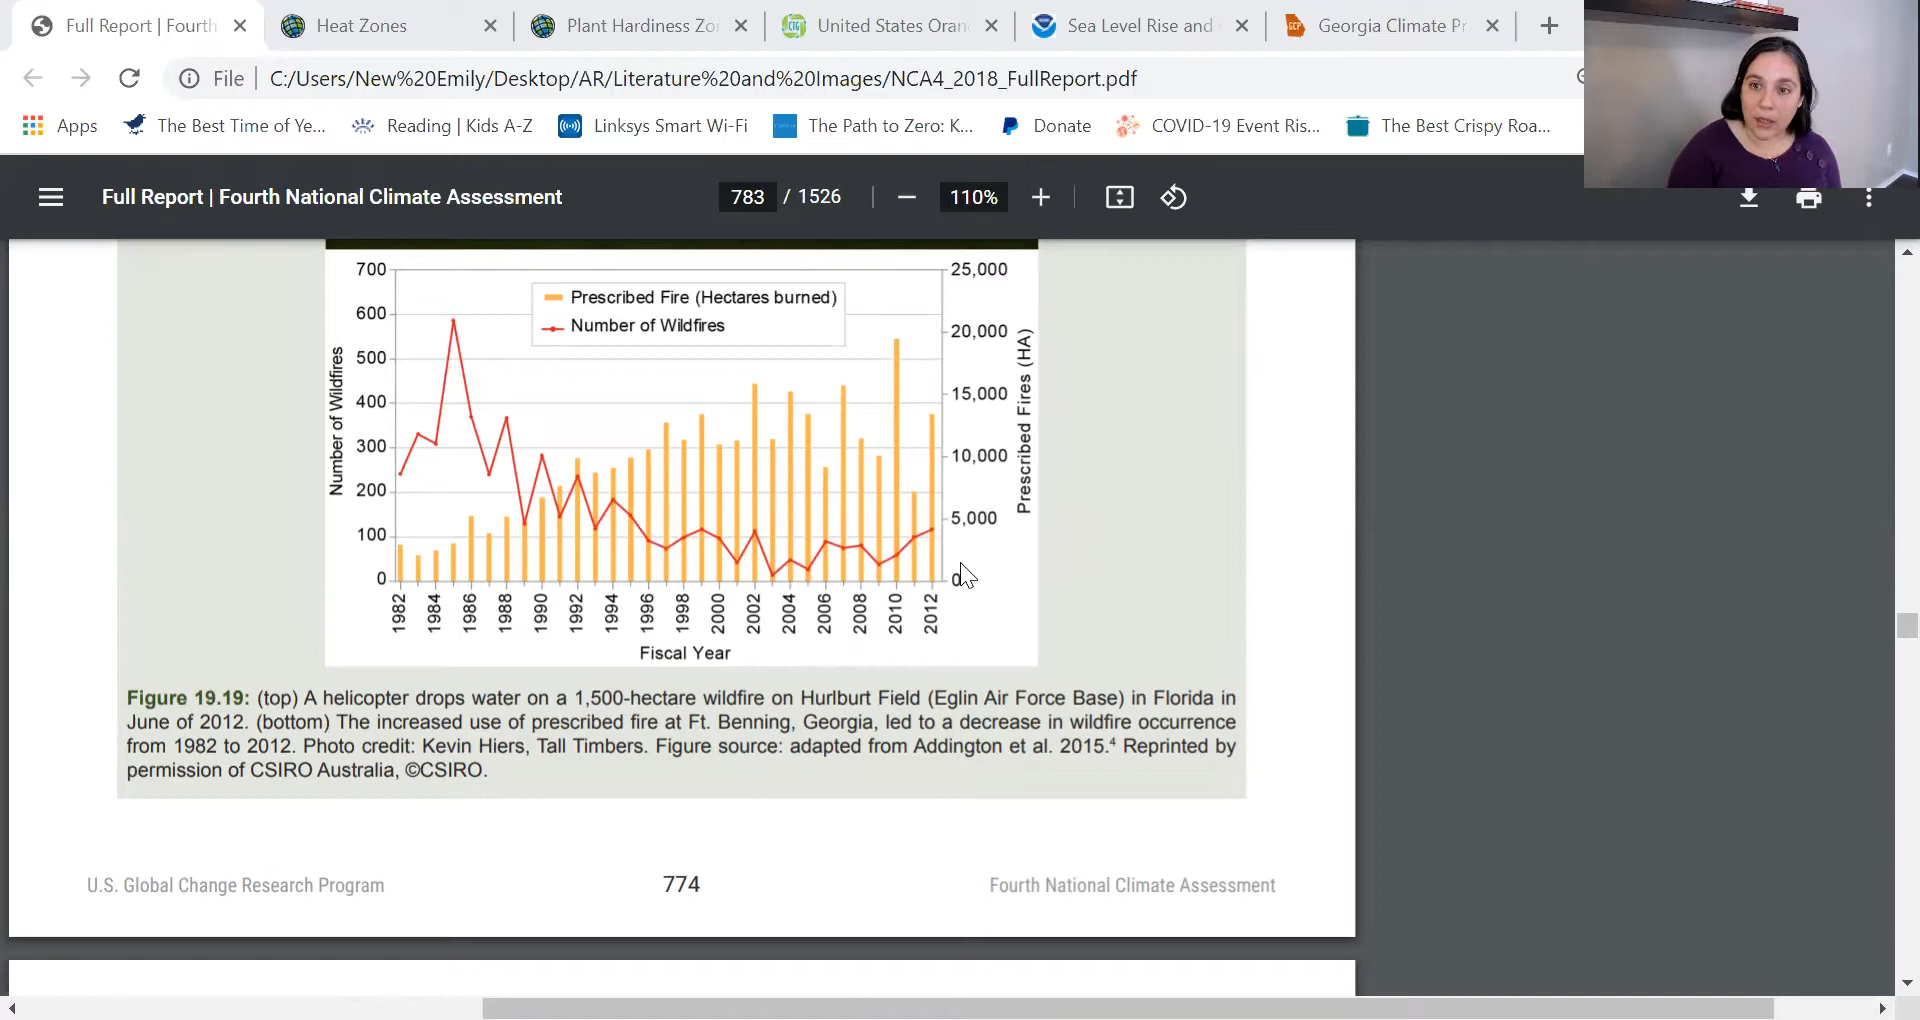 Full Report | Fourth
Heat Zones
Plant Hardiness Zo
United States Oran
Sea Level Rise and
Georgia Climate Pr
File
C:/Users/New%20Emily/Desktop/AR/Literature%20and%20Images/NCA4_2018_FullReport.pdf
Apps
The Best Time of Ye...
Reading | Kids A-Z
Linksys Smart Wi-Fi
The Path to Zero: K...
Donate
COVID-19 Event Ris...
The Best Crispy Roa...
Full Report | Fourth National Climate Assessment
783 / 1526
110%
Prescribed Fire (Hectares burned)
Number of Wildfires
700
600
500
400
300
200
100
0
Number of Wildfires
25,000
20,000
15,000
10,000
5,000
0
Prescribed Fires (HA)
1982
1984
1986
1988
1990
1992
1994
1996
1998
2000
2002
2004
2006
2008
2010
2012
Fiscal Year
Figure 19.19: (top) A helicopter drops water on a 1,500-hectare wildfire on Hurlburt Field (Eglin Air Force Base) in Florida in
June of 2012. (bottom) The increased use of prescribed fire at Ft. Benning, Georgia, led to a decrease in wildfire occurrence
from 1982 to 2012. Photo credit: Kevin Hiers, Tall Timbers. Figure source: adapted from Addington et al. 2015.⁴ Reprinted by
permission of CSIRO Australia, ©CSIRO.
U.S. Global Change Research Program
774
Fourth National Climate Assessment